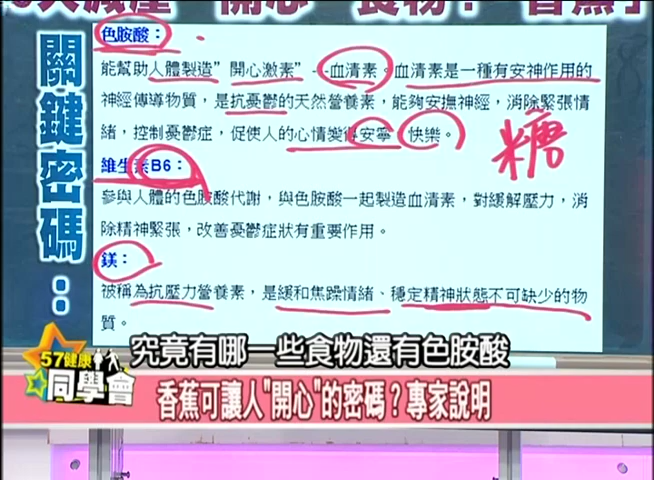 "開心"食物？"香蕉」
關鍵密碼：
色胺酸：
能幫助人體製造"開心激素"--血清素。血清素是一種有安神作用的
神經傳導物質，是抗憂鬱的天然營養素，能夠安撫神經，消除緊張情
緒，控制憂鬱症，促使人的心情變得安寧、快樂。
糖
維生素B6：
參與人體的色胺酸代謝，與色胺酸一起製造血清素，對緩解壓力，消
除精神緊張，改善憂鬱症狀有重要作用。
鎂：
被稱為抗壓力營養素，是緩和焦躁情緒、穩定精神狀態不可缺少的物
質。
究竟有哪一些食物還有色胺酸
57健康
同學會
香蕉可讓人"開心"的密碼？專家說明